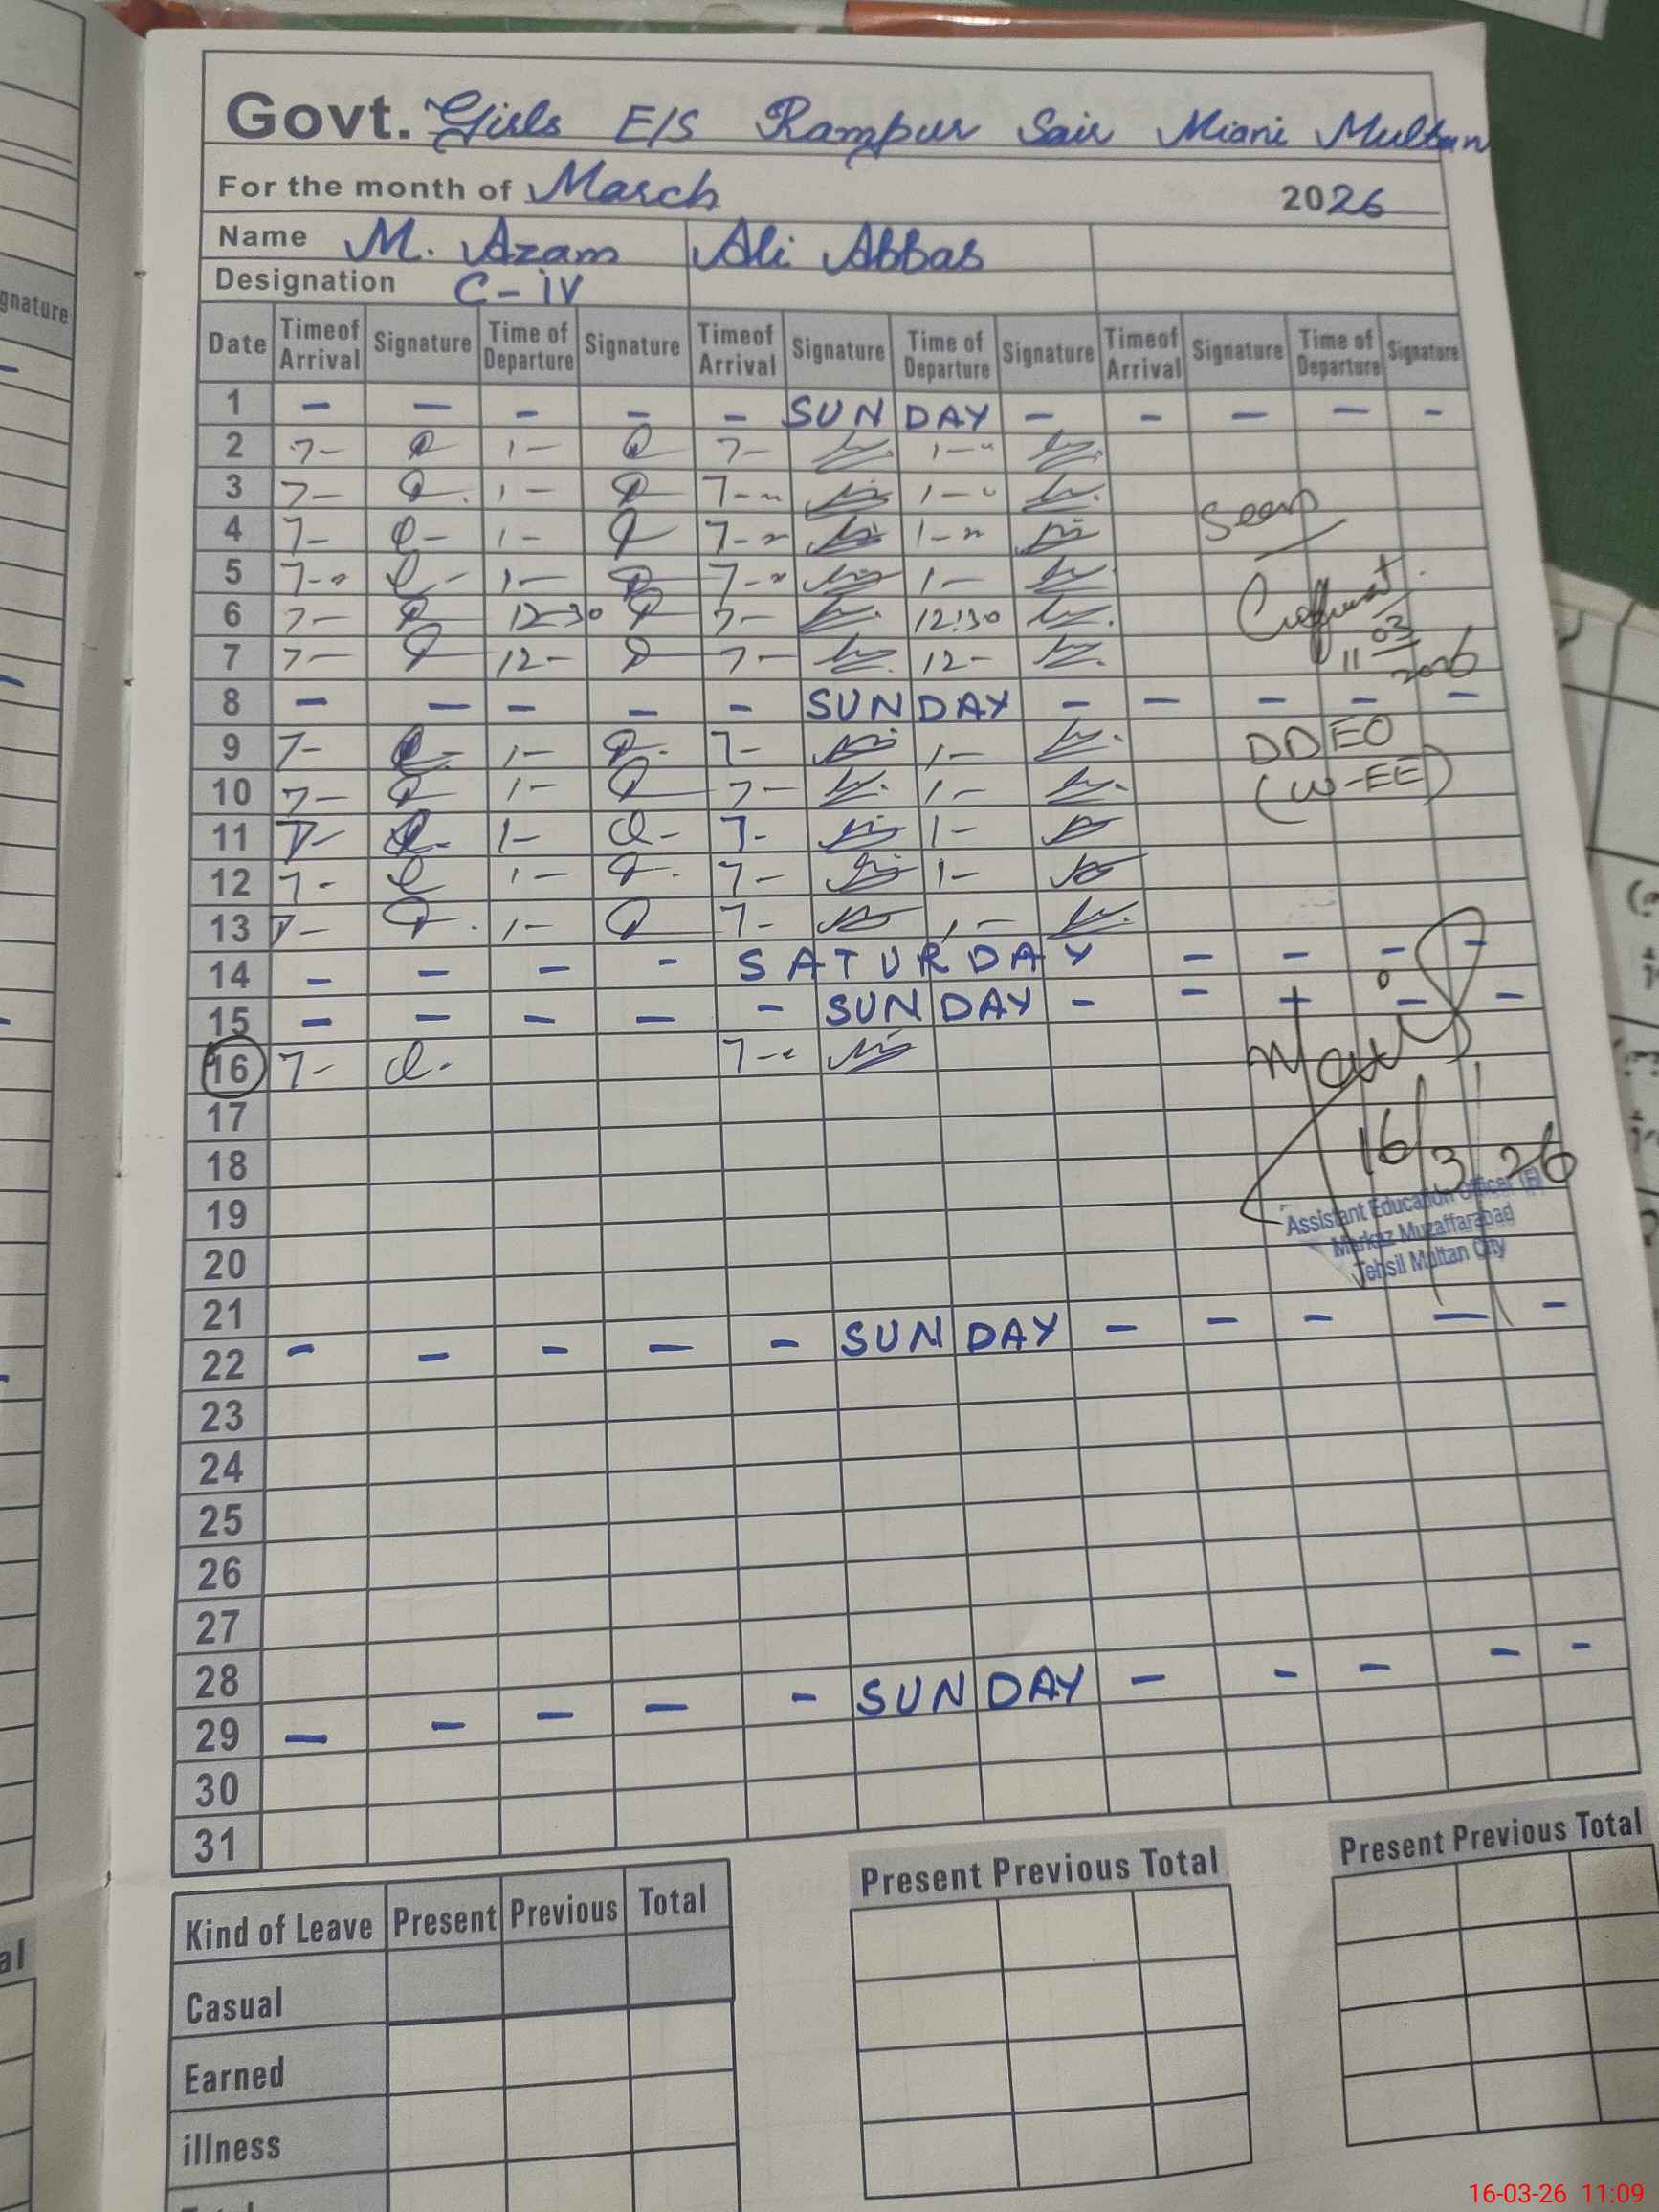 Govt. Girls E/S Rampur Sair Miani Multan
For the month of March 2026
Name M. Azam Ali Abbas
Designation C-iv
Date Timeof Arrival Signature Time of Departure Signature Timeof Arrival Signature Time of Departure Signature Timeof Arrival Signature Time of Departure Signature
1 - - - - - SUNDAY - - - - -
2 7- 1- 7- 1-
3 7- 1- 7- 1-
4 7- 1- 7- 1-
Seen
5 7- 1- 7- 1-
6 7- 12-30 7- 12:30
7 7- 12- 7- 12-
11 03 2026
8 - - - - - SUNDAY - - - - -
9 7- 1- 7- 1-
DDEO
10 7- 1- 7- 1-
(W-EE)
11 7- 1- 7- 1-
12 7- 1- 7- 1-
13 7- 1- 7- 1-
14 - - - - SATURDAY - - - -
15 - - - - - SUNDAY - - - -
16 7- 7-
17
18
16/3/26
19
Assistant Education Officer (F)
Markaz Muzaffarabad
Tehsil Multan City
20
21
22 - - - - - SUNDAY - - - - -
23
24
25
26
27
28
29 - - - - - SUNDAY - - - - -
30
31
Kind of Leave Present Previous Total Present Previous Total Present Previous Total
Casual
Earned
illness
al
gnature
16-03-26 11:09